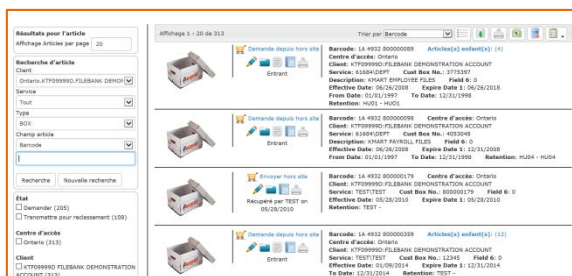 Résultats pour l'article
Affichage Articles par page 20
Recherche d'article
Client
Ontario.KTF09999D.FILEBANK DEMO
Service
Tout
Type
BOX
Champ article
Barcode
Recherche Nouvelle recherche
État
Demander (205)
Transmettre pour reclassement (108)
Centre d'accès
Ontario (313)
Client
KTF09999D:FILEBANK DEMONSTRATION
ACCOUNT (313)
Affichage 1 - 20 de 313
Trier par Barcode
Demande depuis hors site
Entrant
Barcode: 1A 4932 800000089 Articles(s) enfant(s): (4)
Centre d'accès: Ontario
Client: KTF09999D:FILEBANK DEMONSTRATION ACCOUNT
Service: 61684\DEPT Cust Box No.: 3775397
Description: KMART EMPLOYEE FILES Field 6: 0
Effective Date: 06/26/2008 Expire Date 1: 06/26/2018
From Date: 01/01/1997 To Date: 12/31/1998
Retention: HU01 - HUO1
Demande depuis hors site
Entrant
Barcode: 1A 4932 800000090 Centre d'accès: Ontario
Client: KTF09999D:FILEBANK DEMONSTRATION ACCOUNT
Service: 61684\DEPT Cust Box No.: 4053048
Description: KMART PAYROLL FILES Field 6: 0
Effective Date: 06/26/2008 Expire Date 1: 12/31/2008
From Date: 01/01/1997 To Date: 12/31/1998 Retention: HU04 - HU04
Envoyer hors site
Récupéré par TEST on
05/28/2010
Barcode: 1A 4932 800000179 Centre d'accès: Ontario
Client: KTF09999D:FILEBANK DEMONSTRATION ACCOUNT
Service: TEST\TEST Cust Box No.: 800000179 Field 6: 0
Effective Date: 05/28/2010 Expire Date 1: 05/28/2010
Retention: TEST -
Demande depuis hors site
Entrant
Barcode: 1A 4932 800000359 Articles(s) enfant(s): (12)
Centre d'accès: Ontario
Client: KTF09999D:FILEBANK DEMONSTRATION ACCOUNT
Service: TEST\TEST Cust Box No.: 12345 Field 6: 0
Effective Date: 01/09/2014 Expire Date 1: 12/31/2014
To Date: 12/31/2014 Retention: TEST -